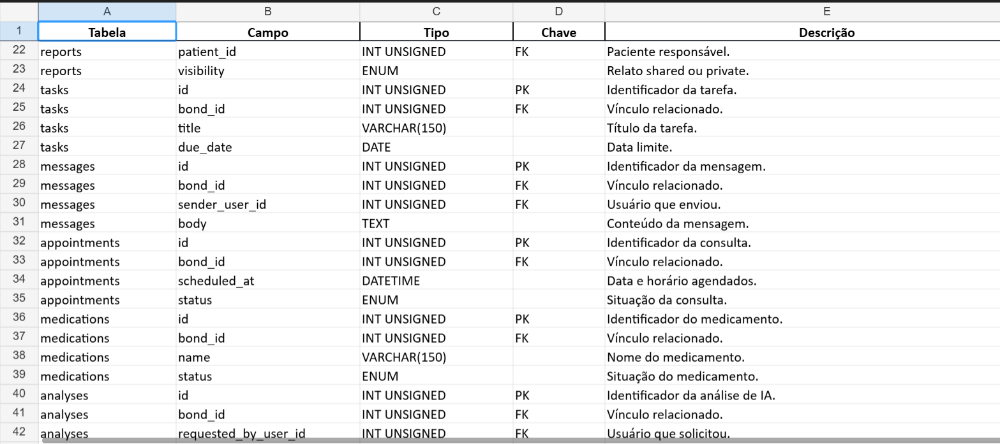 A B C D E
1 Tabela Campo Tipo Chave Descrição
22 reports patient_id INT UNSIGNED FK Paciente responsável.
23 reports visibility ENUM Relato shared ou private.
24 tasks id INT UNSIGNED PK Identificador da tarefa.
25 tasks bond_id INT UNSIGNED FK Vínculo relacionado.
26 tasks title VARCHAR(150) Título da tarefa.
27 tasks due_date DATE Data limite.
28 messages id INT UNSIGNED PK Identificador da mensagem.
29 messages bond_id INT UNSIGNED FK Vínculo relacionado.
30 messages sender_user_id INT UNSIGNED FK Usuário que enviou.
31 messages body TEXT Conteúdo da mensagem.
32 appointments id INT UNSIGNED PK Identificador da consulta.
33 appointments bond_id INT UNSIGNED FK Vínculo relacionado.
34 appointments scheduled_at DATETIME Data e horário agendados.
35 appointments status ENUM Situação da consulta.
36 medications id INT UNSIGNED PK Identificador do medicamento.
37 medications bond_id INT UNSIGNED FK Vínculo relacionado.
38 medications name VARCHAR(150) Nome do medicamento.
39 medications status ENUM Situação do medicamento.
40 analyses id INT UNSIGNED PK Identificador da análise de IA.
41 analyses bond_id INT UNSIGNED FK Vínculo relacionado.
42 analyses requested_by_user_id INT UNSIGNED FK Usuário que solicitou.